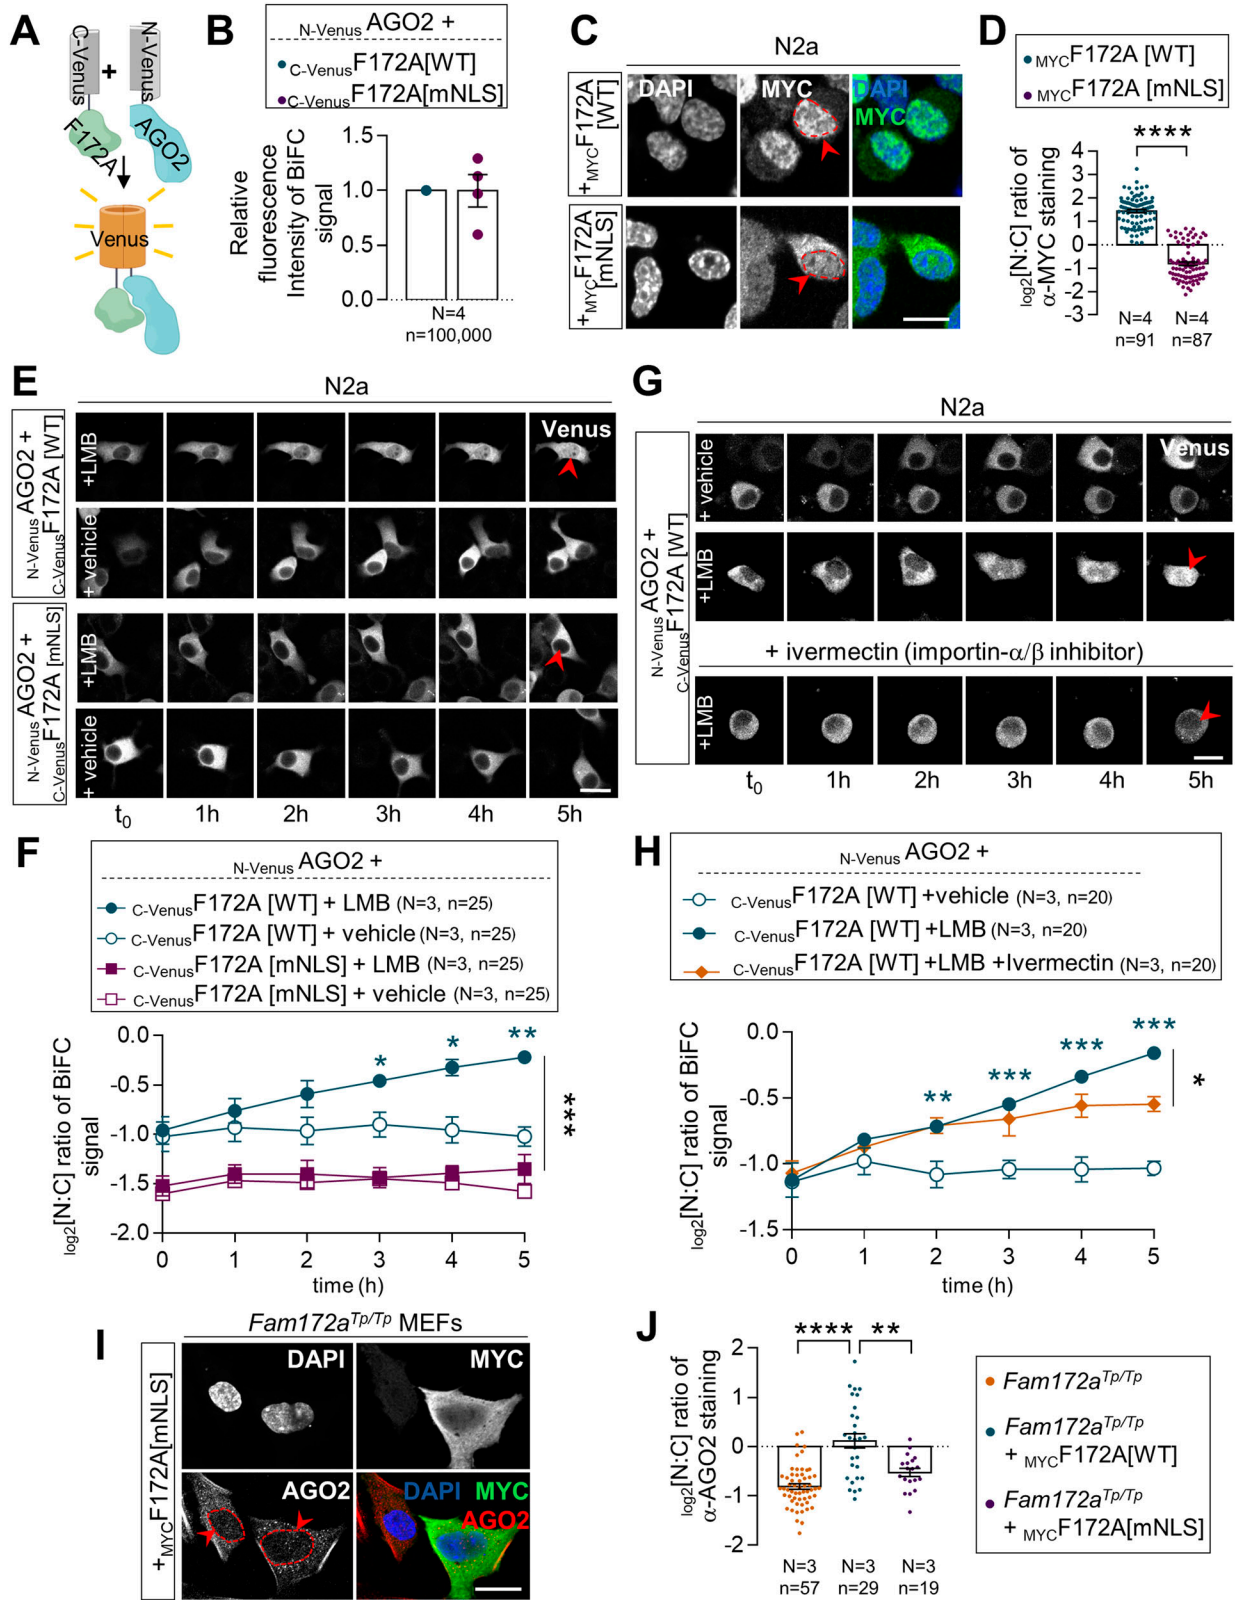 A
C-Venus
N-Venus
+
F172A
AGO2
Venus
B
N-Venus AGO2 +
C-Venus F172A[WT]
C-Venus F172A[mNLS]
Relative
fluorescence
Intensity of BiFC
signal
1.5
1.0
0.5
0.0
N=4
n=100,000
C
N2a
+MYC F172A
[WT]
DAPI
MYC
DAPI
MYC
+MYC F172A
[mNLS]
D
MYC F172A [WT]
MYC F172A [mNLS]
****
log2[N:C] ratio of
α-MYC staining
4
3
2
1
0
-1
-2
-3
N=4
n=91
N=4
n=87
E
N2a
N-Venus AGO2 +
C-Venus F172A [WT]
+LMB
Venus
+ vehicle
N-Venus AGO2 +
C-Venus F172A [mNLS]
+LMB
+ vehicle
t0
1h
2h
3h
4h
5h
G
N2a
N-Venus AGO2 +
C-Venus F172A [WT]
+ vehicle
Venus
+LMB
+ ivermectin (importin-α/β inhibitor)
+LMB
t0
1h
2h
3h
4h
5h
F
N-Venus AGO2 +
C-Venus F172A [WT] + LMB (N=3, n=25)
C-Venus F172A [WT] + vehicle (N=3, n=25)
C-Venus F172A [mNLS] + LMB (N=3, n=25)
C-Venus F172A [mNLS] + vehicle (N=3, n=25)
log2[N:C] ratio of BiFC
signal
0.0
-0.5
-1.0
-1.5
-2.0
*
*
**
***
0
1
2
3
4
5
time (h)
H
N-Venus AGO2 +
C-Venus F172A [WT] +vehicle (N=3, n=20)
C-Venus F172A [WT] +LMB (N=3, n=20)
C-Venus F172A [WT] +LMB +Ivermectin (N=3, n=20)
log2[N:C] ratio of BiFC
signal
0.0
-0.5
-1.0
-1.5
**
***
***
***
*
0
1
2
3
4
5
time (h)
I
Fam172aTp/Tp MEFs
+MYC F172A[mNLS]
DAPI
MYC
AGO2
DAPI
MYC
AGO2
J
log2[N:C] ratio of
α-AGO2 staining
2
1
0
-1
-2
****
**
N=3
n=57
N=3
n=29
N=3
n=19
Fam172aTp/Tp
Fam172aTp/Tp
+ MYC F172A[WT]
Fam172aTp/Tp
+ MYC F172A[mNLS]